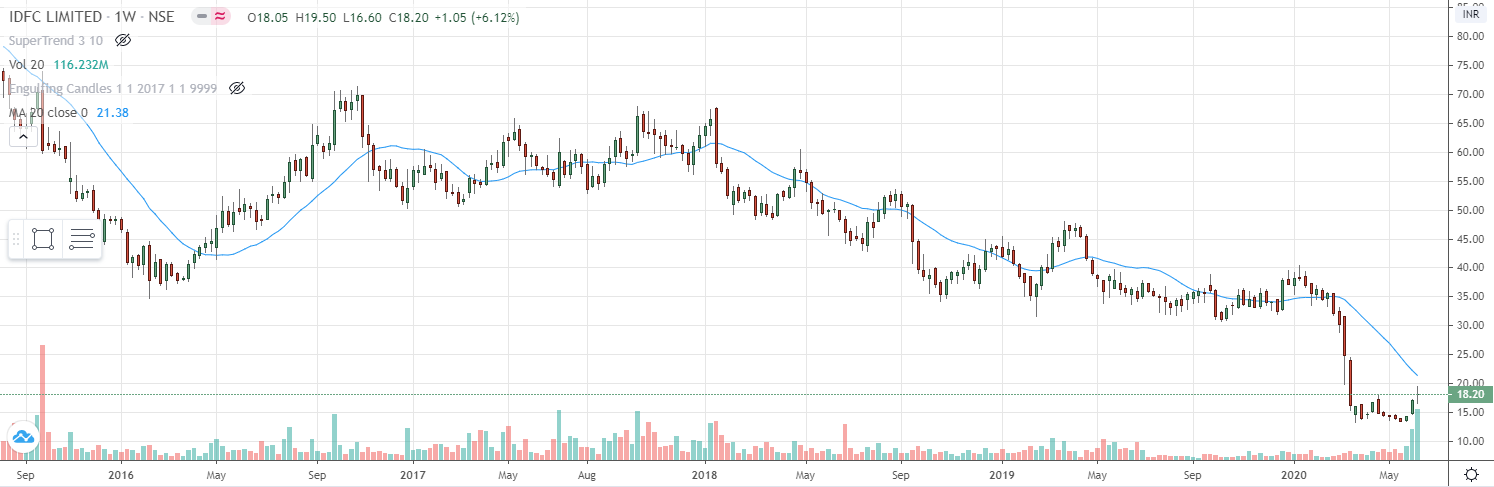 IDFC LIMITED · 1W · NSE O18.05 H19.50 L16.60 C18.20 +1.05 (+6.12%)
SuperTrend 3 10
Vol 20 116.232M
Engulfing Candles 1 1 2017 1 1 9999
MA 20 close 0 21.38
INR
85.00
80.00
75.00
70.00
65.00
60.00
55.00
50.00
45.00
40.00
35.00
30.00
25.00
20.00
18.20
15.00
10.00
Sep 2016 May Sep 2017 May Aug 2018 May Sep 2019 May Sep 2020 May